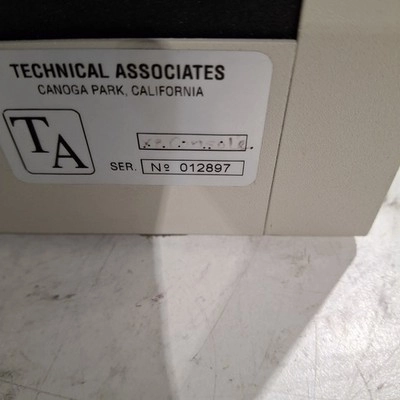 TECHNICAL ASSOCIATES
CANOGA PARK, CALIFORNIA
TA
SER. Nº 012897